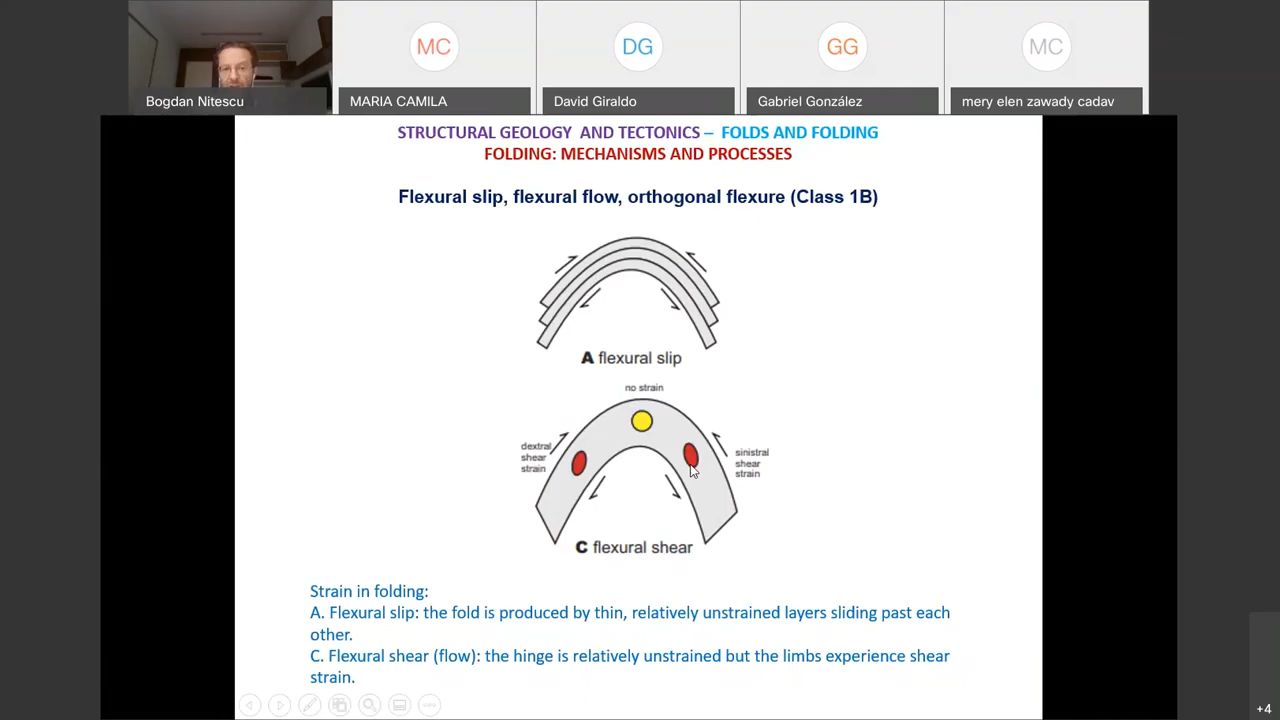 MC
DG
GG
MC
Bogdan Nitescu
MARIA CAMILA
David Giraldo
Gabriel González
mery elen zawady cadav
STRUCTURAL GEOLOGY AND TECTONICS – FOLDS AND FOLDING
FOLDING: MECHANISMS AND PROCESSES
Flexural slip, flexural flow, orthogonal flexure (Class 1B)
A flexural slip
no strain
dextral
shear
strain
sinistral
shear
strain
C flexural shear
Strain in folding:
A. Flexural slip: the fold is produced by thin, relatively unstrained layers sliding past each
other.
C. Flexural shear (flow): the hinge is relatively unstrained but the limbs experience shear
strain.
+4